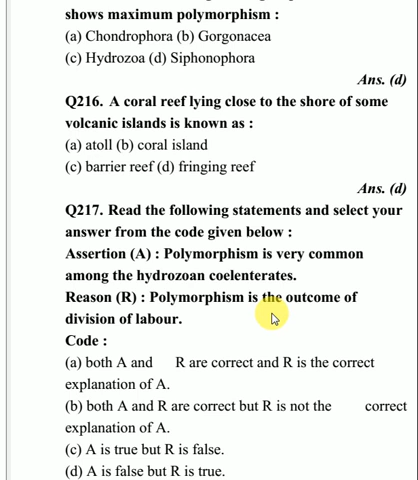 shows maximum polymorphism :
(a) Chondrophora (b) Gorgonacea
(c) Hydrozoa (d) Siphonophora
Ans. (d)
Q216. A coral reef lying close to the shore of some
volcanic islands is known as :
(a) atoll (b) coral island
(c) barrier reef (d) fringing reef
Ans. (d)
Q217. Read the following statements and select your
answer from the code given below :
Assertion (A) : Polymorphism is very common
among the hydrozoan coelenterates.
Reason (R) : Polymorphism is the outcome of
division of labour.
Code :
(a) both A and R are correct and R is the correct
explanation of A.
(b) both A and R are correct but R is not the correct
explanation of A.
(c) A is true but R is false.
(d) A is false but R is true.